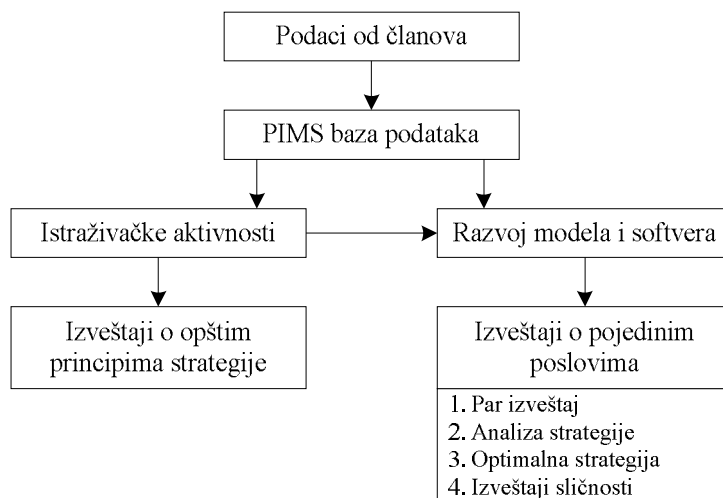 Podaci od članova
PIMS baza podataka
Istraživačke aktivnosti
Razvoj modela i softvera
Izveštaji o opštim
principima strategije
Izveštaji o pojedinim
poslovima
1. Par izveštaj
2. Analiza strategije
3. Optimalna strategija
4. Izveštaji sličnosti